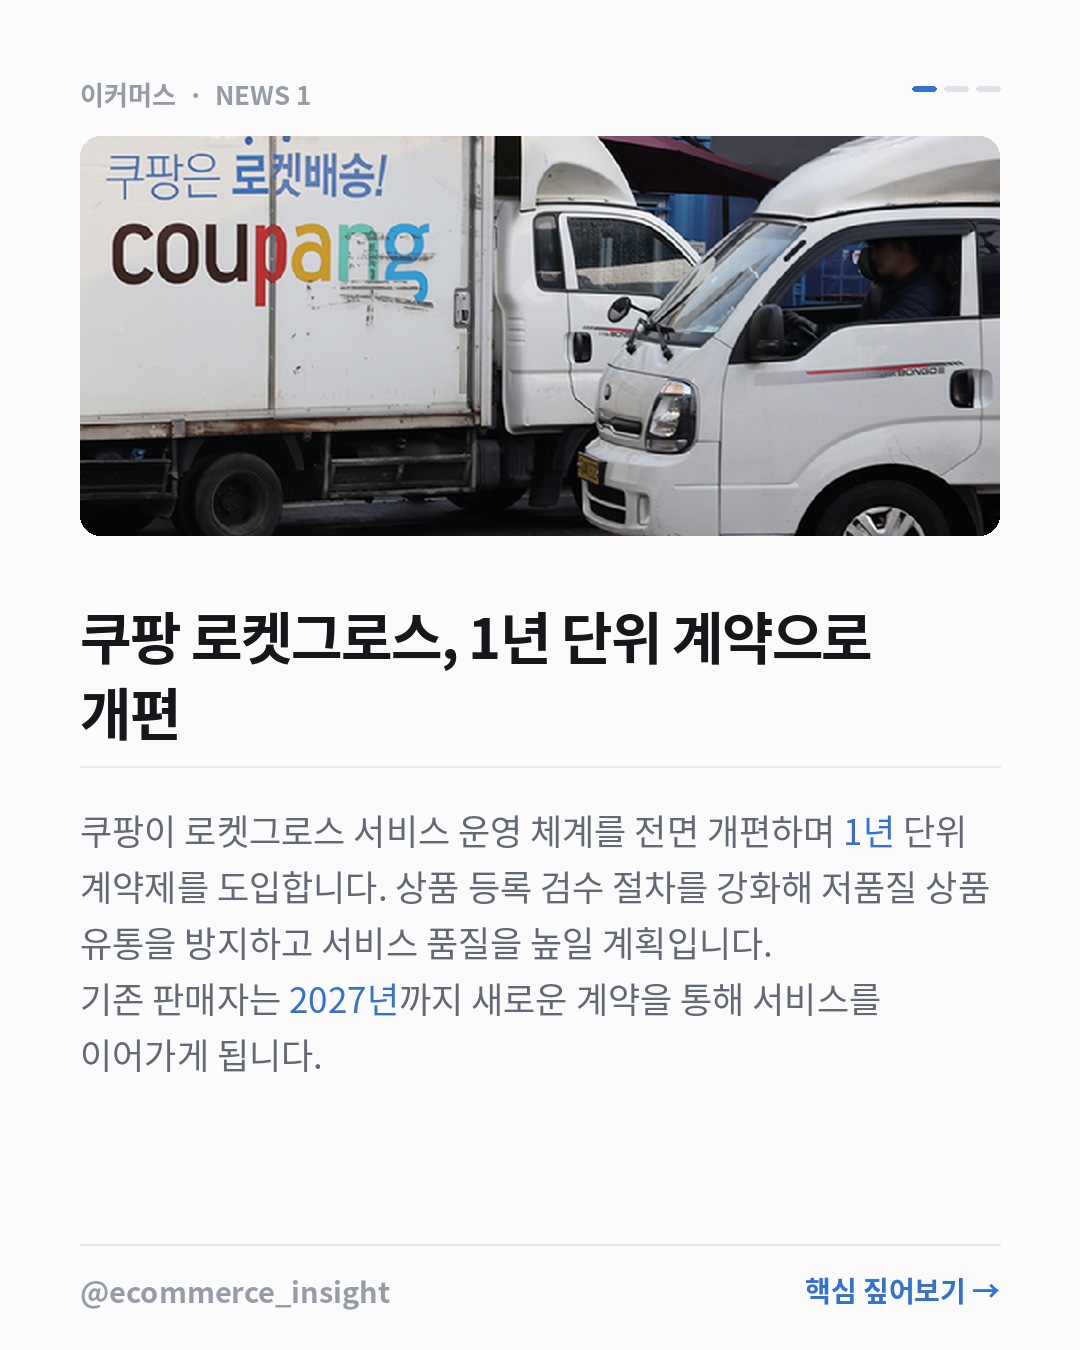 이커머스 · NEWS 1
쿠팡은 로켓배송!
coupang
BONGO III
쿠팡 로켓그로스, 1년 단위 계약으로
개편
쿠팡이 로켓그로스 서비스 운영 체계를 전면 개편하며 1년 단위
계약제를 도입합니다. 상품 등록 검수 절차를 강화해 저품질 상품
유통을 방지하고 서비스 품질을 높일 계획입니다.
기존 판매자는 2027년까지 새로운 계약을 통해 서비스를
이어가게 됩니다.
@ecommerce_insight
핵심 짚어보기 →